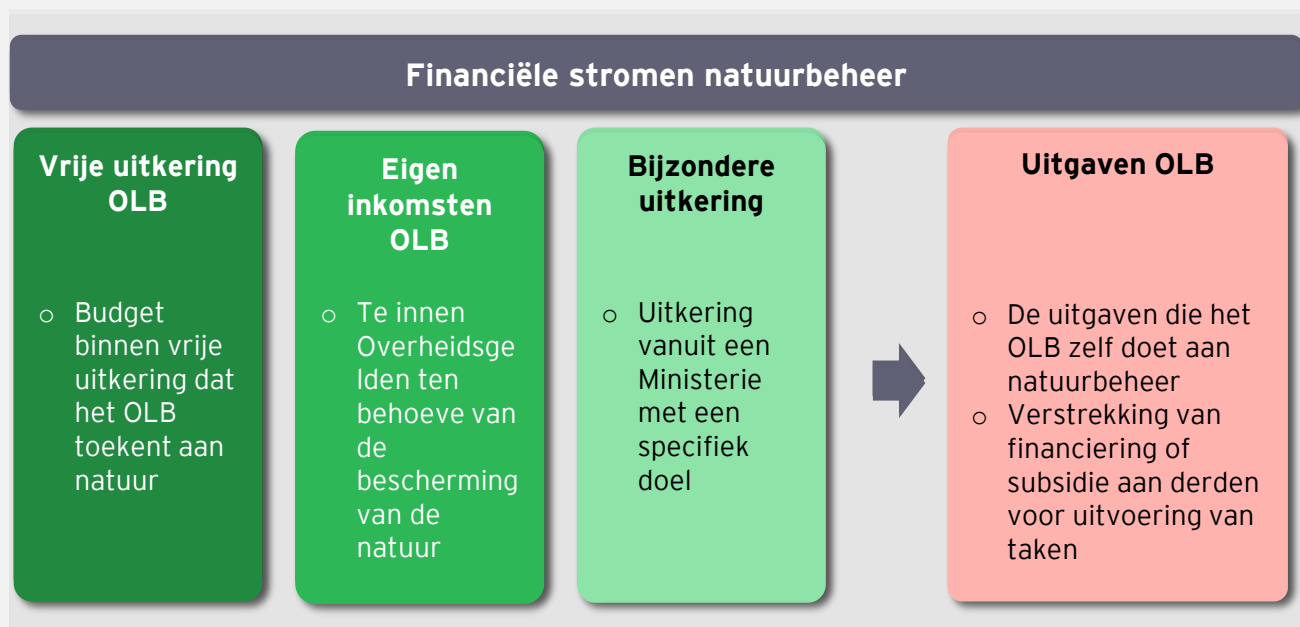 Financiële stromen natuurbeheer
Vrije uitkering
OLB
o Budget
binnen vrije
uitkering dat
het OLB
toekent aan
natuur
Eigen
inkomsten
OLB
o Te innen
Overheidsge
lden ten
behoeve van
de
bescherming
van de
natuur
Bijzondere
uitkering
o Uitkering
vanuit een
Ministerie
met een
specifiek
doel
Uitgaven OLB
o De uitgaven die het
OLB zelf doet aan
natuurbeheer
o Verstrekking van
financiering of
subsidie aan derden
voor uitvoering van
taken